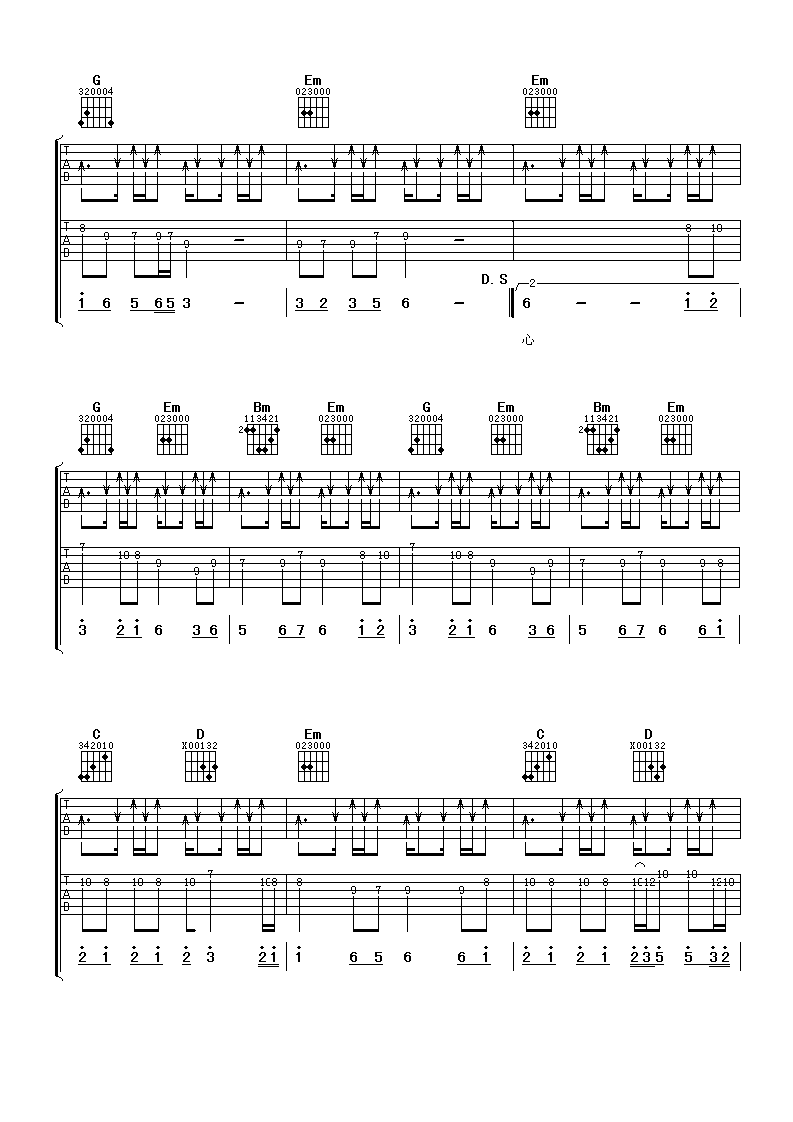 G Em Em
320004 023000 023000
T A B
T A B 8 9 7 9 7 9 - 9 7 9 7 9 - 8 10
D.S 2
1 6 5 6 5 3 - 3 2 3 5 6 - 6 - - 1 2
心
G Em Bm Em G Em Bm Em
320004 023000 113421 023000 320004 023000 113421 023000
2 2
T A B
T A B 7 10 8 9 9 9 7 9 7 9 8 10 7 10 8 9 9 9 7 9 7 9 9 8
3 2 1 6 3 6 5 6 7 6 1 2 3 2 1 6 3 6 5 6 7 6 6 1
C D Em C D
342010 X00132 023000 342010 X00132
T A B
T A B 10 8 10 8 10 7 8 8 9 7 9 9 8 10 8 10 8 12 10 10 10
2 1 2 1 2 3 2 1 1 6 5 6 6 1 2 1 2 1 2 3 5 5 3 2